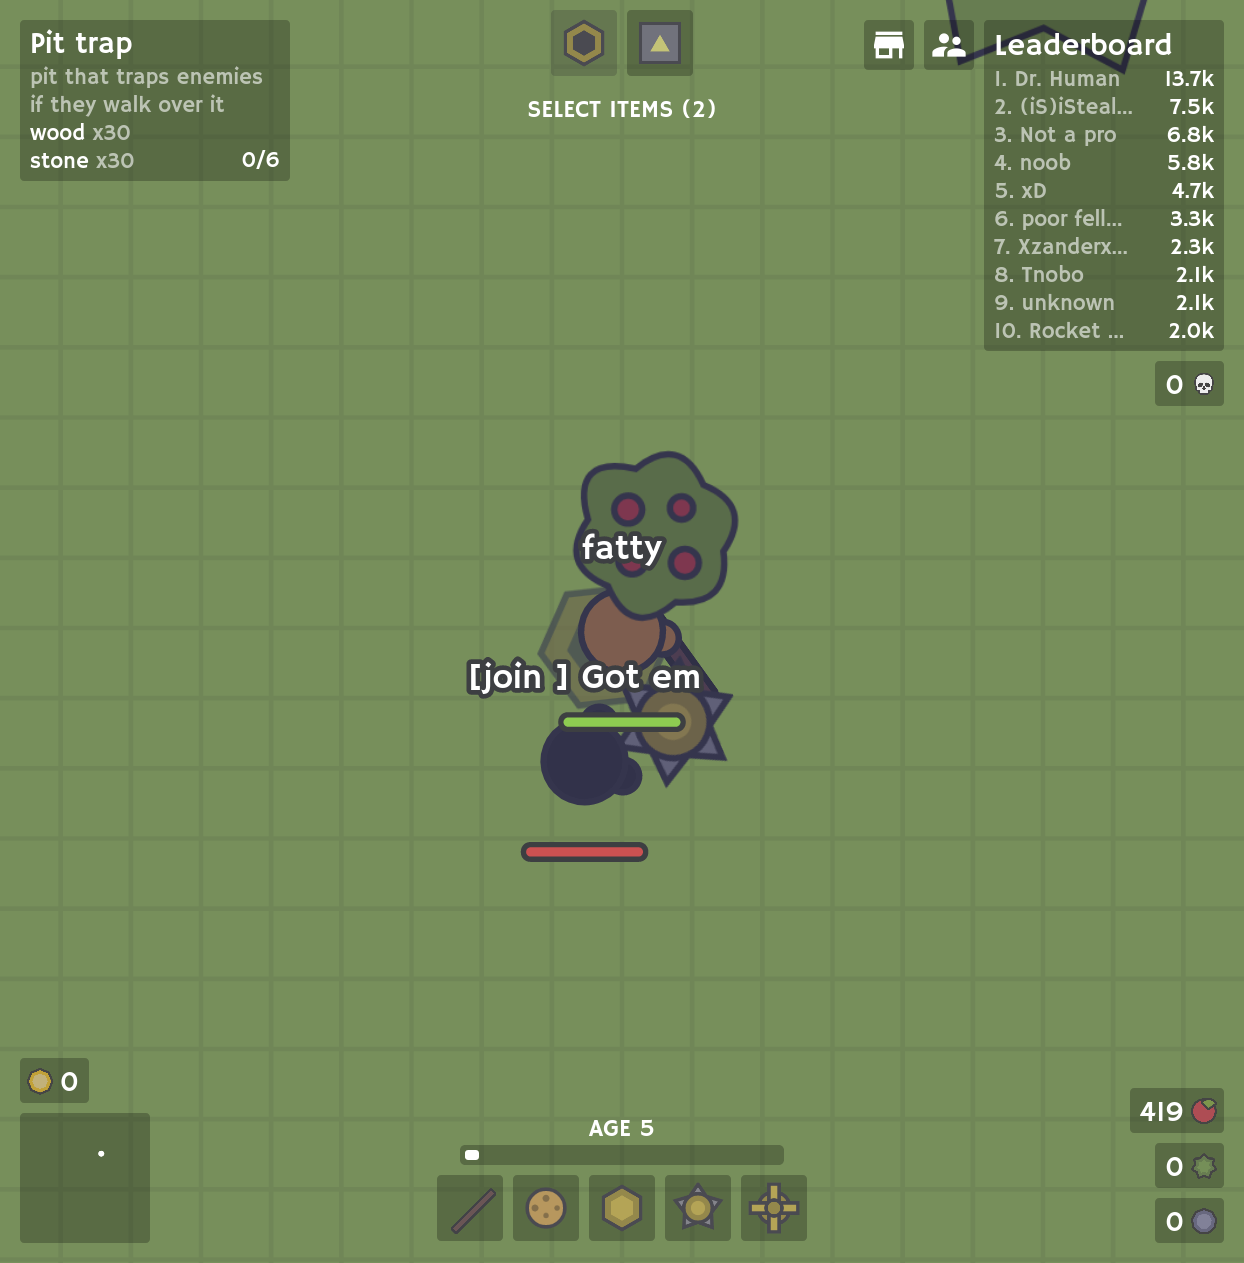 Pit trap
pit that traps enemies
if they walk over it
wood x30
stone x30 0/6
SELECT ITEMS (2)
Leaderboard
1. Dr. Human 13.7k
2. (iS)iSteal... 7.5k
3. Not a pro 6.8k
4. noob 5.8k
5. xD 4.7k
6. poor fell... 3.3k
7. Xzanderx... 2.3k
8. Tnobo 2.1k
9. unknown 2.1k
10. Rocket ... 2.0k
0
fatty
[join ] Got em
0
AGE 5
419
0
0